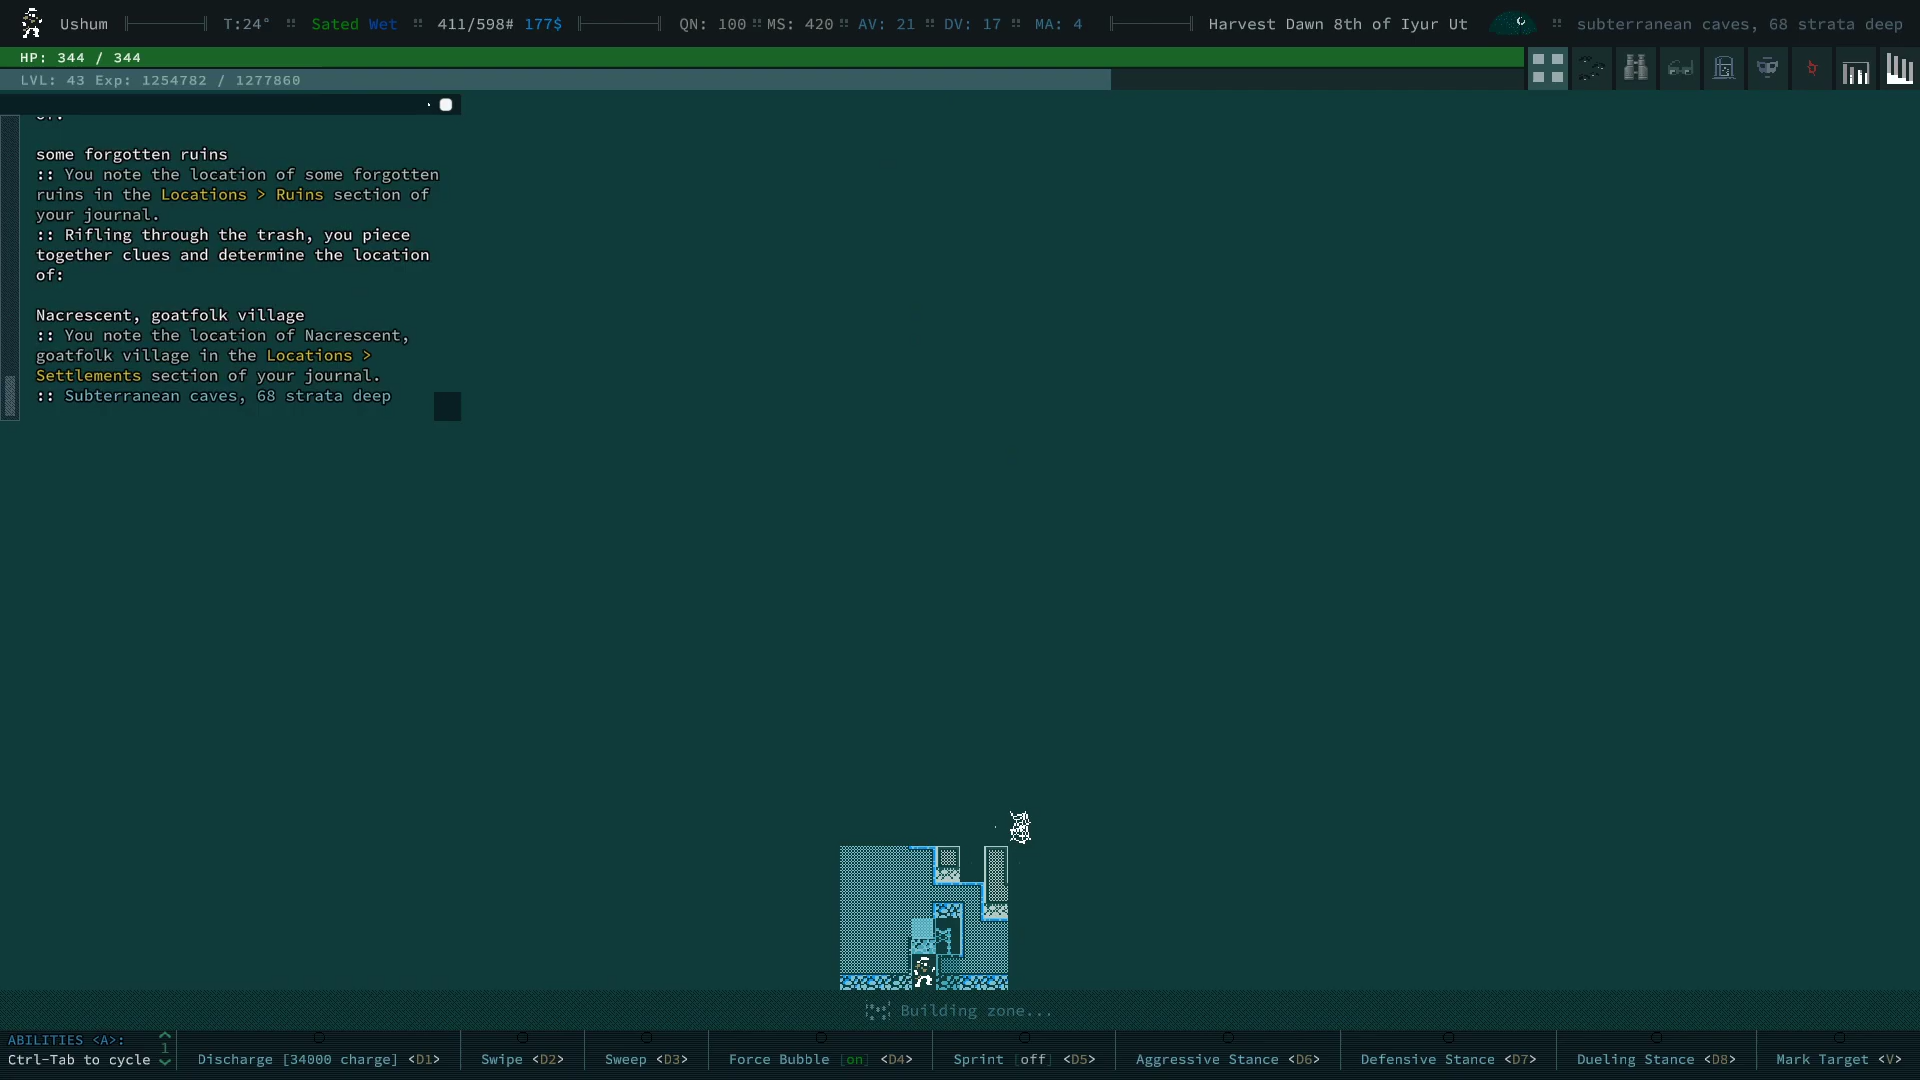 Ushum T:24° Sated Wet 411/598# 177$ QN: 100 MS: 420 AV: 21 DV: 17 MA: 4 Harvest Dawn 8th of Iyur Ut subterranean caves, 68 strata deep
HP: 344 / 344
LVL: 43 Exp: 1254782 / 1277860
of:
some forgotten ruins
:: You note the location of some forgotten
ruins in the Locations > Ruins section of
your journal.
:: Rifling through the trash, you piece
together clues and determine the location
of:
Nacrescent, goatfolk village
:: You note the location of Nacrescent,
goatfolk village in the Locations >
Settlements section of your journal.
:: Subterranean caves, 68 strata deep
Building zone...
ABILITIES <A>:
1
Ctrl-Tab to cycle
Discharge [34000 charge] <D1>
Swipe <D2>
Sweep <D3>
Force Bubble [on] <D4>
Sprint [off] <D5>
Aggressive Stance <D6>
Defensive Stance <D7>
Dueling Stance <D8>
Mark Target <V>